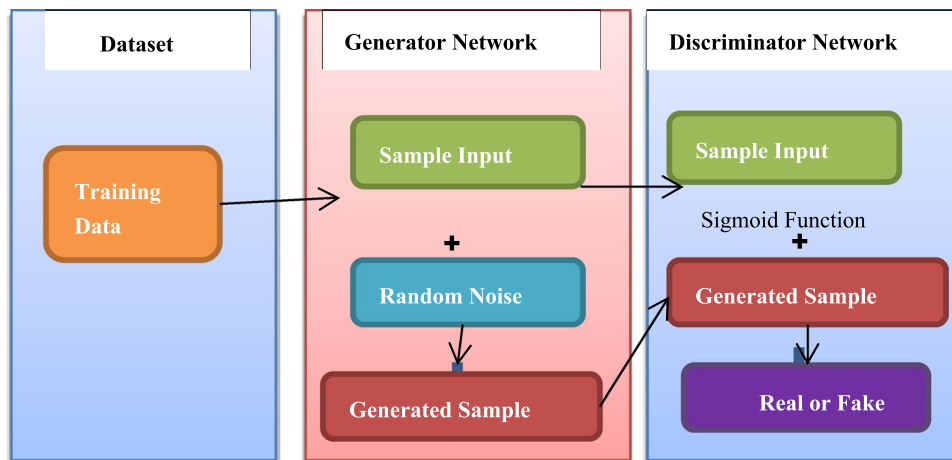 Dataset
Training
Data
Generator Network
Sample Input
+
Random Noise
Generated Sample
Discriminator Network
Sample Input
Sigmoid Function
+
Generated Sample
Real or Fake